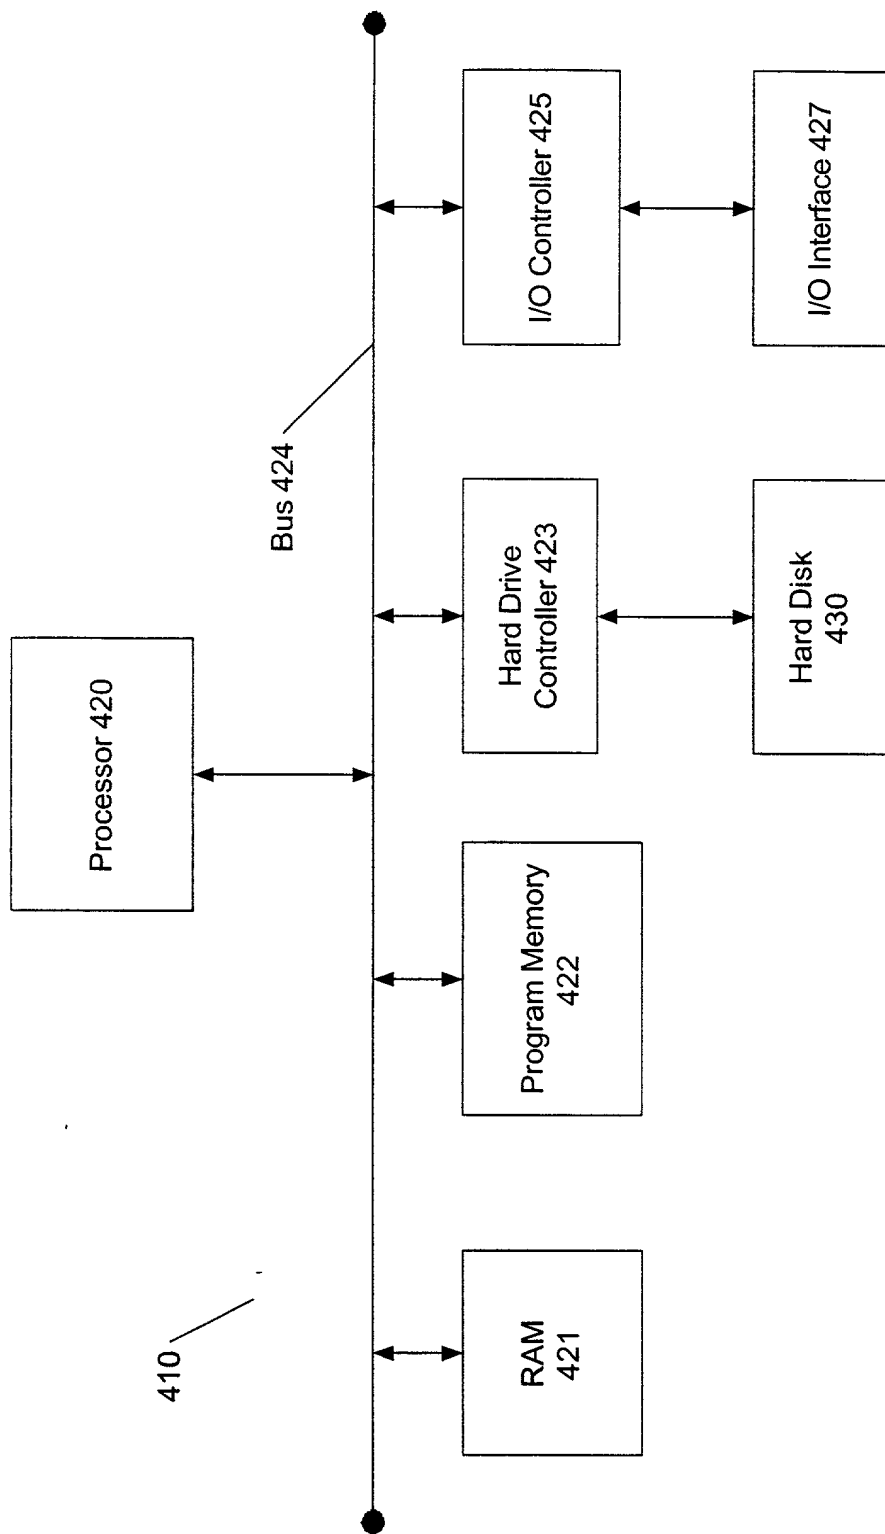 410
Processor 420
Bus 424
RAM
421
Program Memory
422
Hard Drive
Controller 423
I/O Controller 425
Hard Disk
430
I/O Interface 427